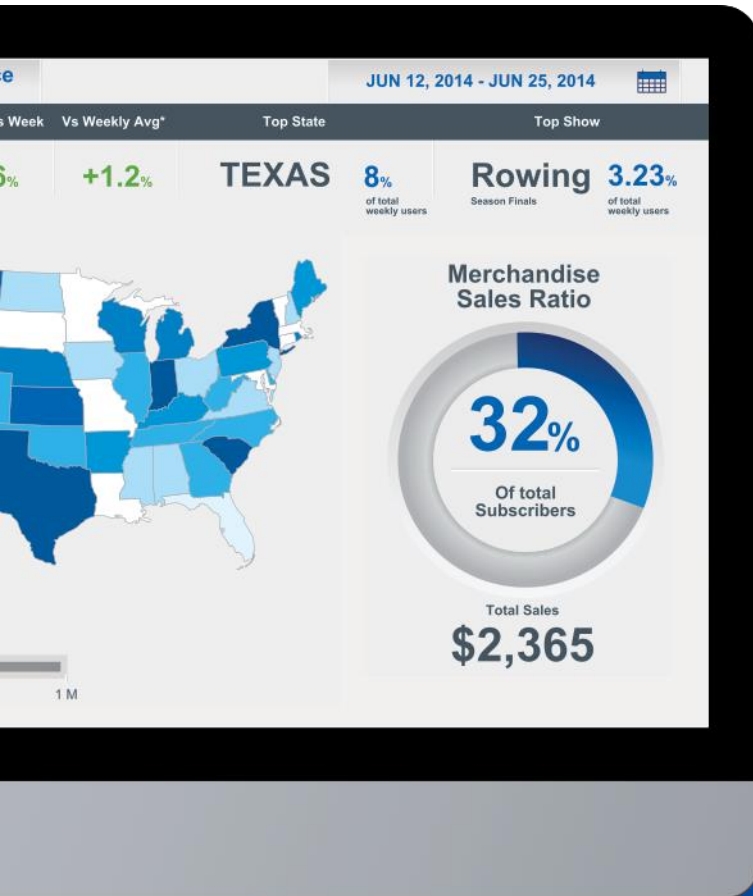 JUN 12, 2014 - JUN 25, 2014
Week Vs Weekly Avg* Top State Top Show
% +1.2% TEXAS 8% Rowing 3.23%
of total
weekly users
Season Finals
of total
weekly users
Merchandise
Sales Ratio
32%
Of total
Subscribers
Total Sales
$2,365
1 M